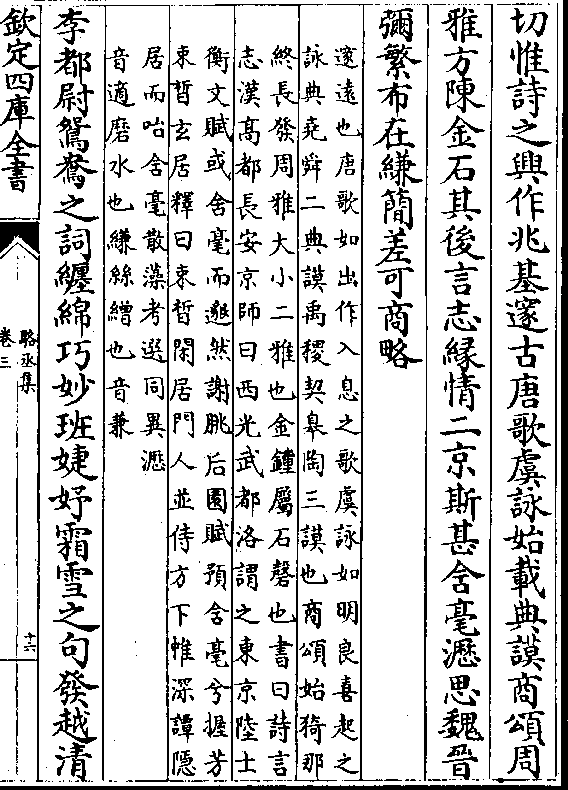 切惟詩之興作兆基邃古唐歌虞詠始載典謨商頌周
雅方陳金石其後言志縁情二京斯甚含毫瀝思魏晉
彌繁布在縑簡差可商略
邃遠也唐歌如出作入息之歌虞詠如明良喜起之
詠典堯舜二典謨禹稷契皋陶三謨也商頌始猗那
終長發周雅大小二雅也金鍾屬石磬也書曰詩言
志漢髙都長安京師曰西光武都洛謂之東京陸士
衡文賦或含毫而邈然謝朓后園賦預含毫兮握芳
束晳玄居釋曰束晳閑居門人並侍方下帷深譚隠
居而咍含毫散藻考選同異瀝
音適磨水也縑絲繒也音兼
李都尉鴛鴦之詞纏綿巧妙班婕妤霜雪之句發越清
欽定四庫全書
駱丞集
卷三
十六